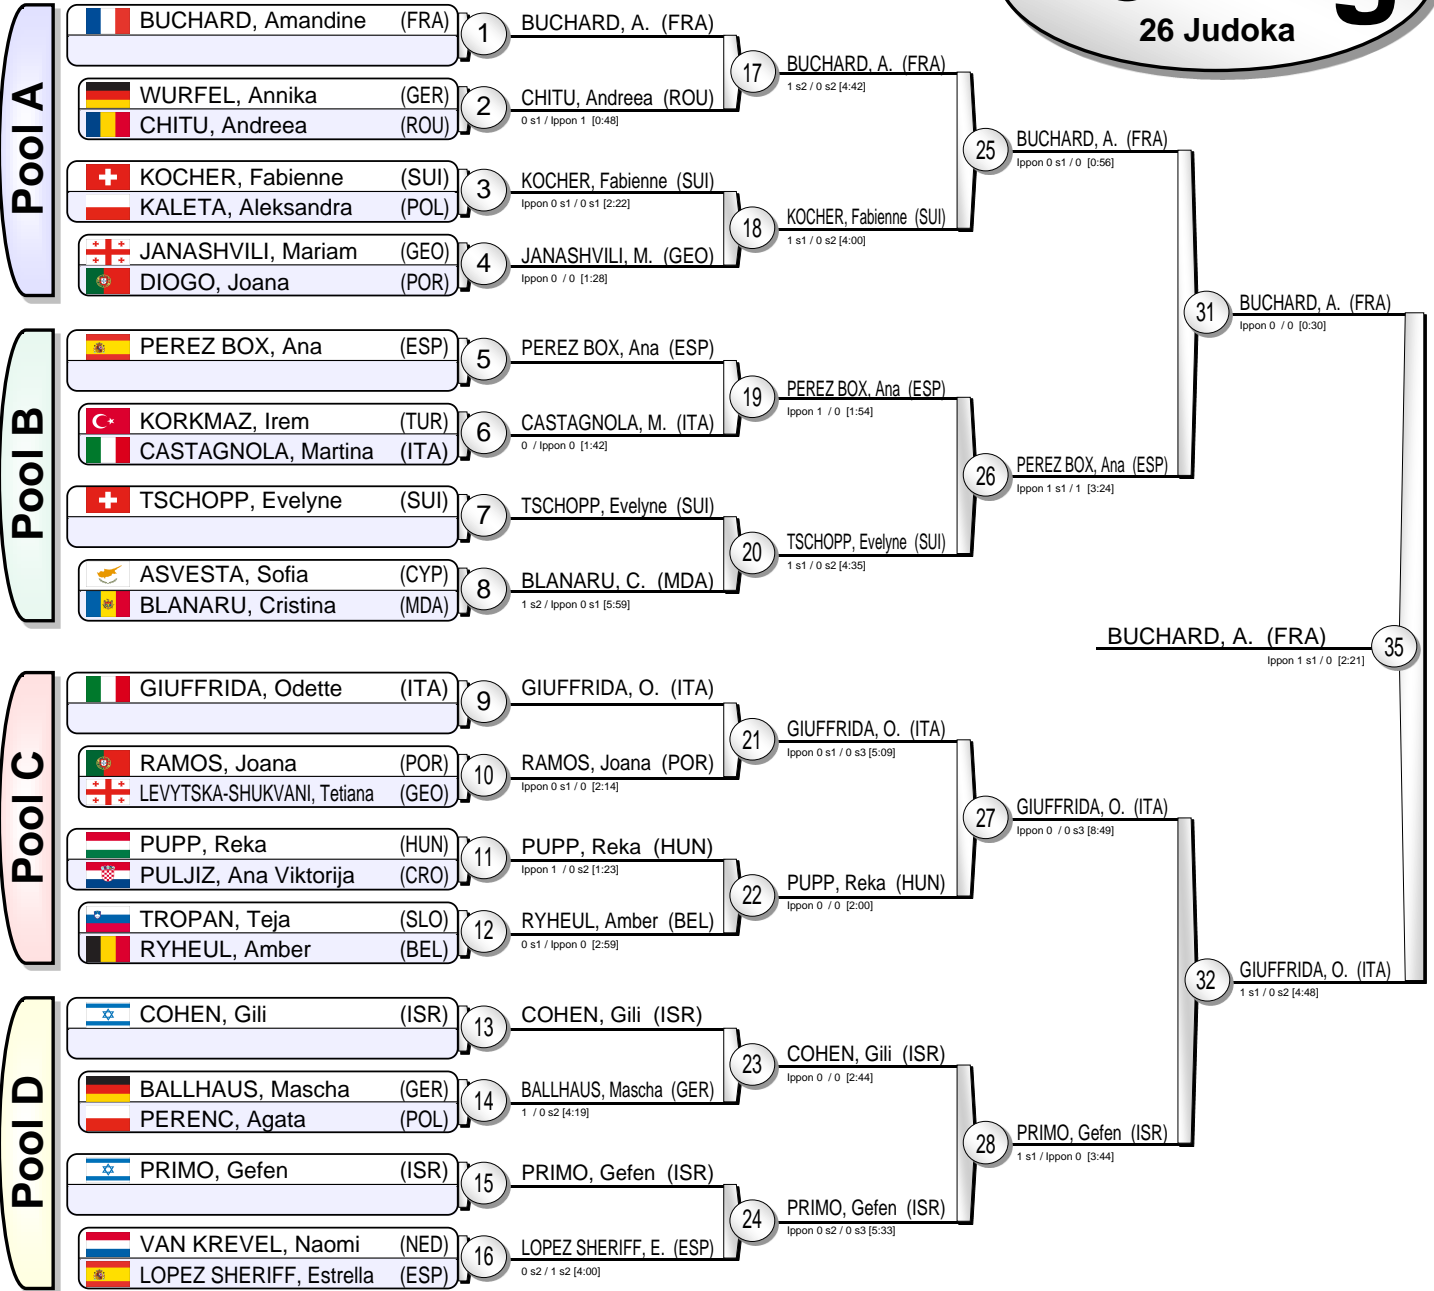 26 Judoka
Pool A
BUCHARD, Amandine (FRA)
1
WURFEL, Annika (GER)
CHITU, Andreea (ROU)
2
KOCHER, Fabienne (SUI)
KALETA, Aleksandra (POL)
3
JANASHVILI, Mariam (GEO)
DIOGO, Joana (POR)
4
Pool B
PEREZ BOX, Ana (ESP)
5
KORKMAZ, Irem (TUR)
CASTAGNOLA, Martina (ITA)
6
TSCHOPP, Evelyne (SUI)
7
ASVESTA, Sofia (CYP)
BLANARU, Cristina (MDA)
8
Pool C
GIUFFRIDA, Odette (ITA)
9
RAMOS, Joana (POR)
LEVYTSKA-SHUKVANI, Tetiana (GEO)
10
PUPP, Reka (HUN)
PULJIZ, Ana Viktorija (CRO)
11
TROPAN, Teja (SLO)
RYHEUL, Amber (BEL)
12
Pool D
COHEN, Gili (ISR)
13
BALLHAUS, Mascha (GER)
PERENC, Agata (POL)
14
PRIMO, Gefen (ISR)
15
VAN KREVEL, Naomi (NED)
LOPEZ SHERIFF, Estrella (ESP)
16
BUCHARD, A. (FRA)
CHITU, Andreea (ROU)
0 s1 / Ippon 1 [0:48]
17
KOCHER, Fabienne (SUI)
Ippon 0 s1 / 0 s1 [2:22]
JANASHVILI, M. (GEO)
Ippon 0 / 0 [1:28]
18
PEREZ BOX, Ana (ESP)
CASTAGNOLA, M. (ITA)
0 / Ippon 0 [1:42]
19
TSCHOPP, Evelyne (SUI)
BLANARU, C. (MDA)
1 s2 / Ippon 0 s1 [5:59]
20
GIUFFRIDA, O. (ITA)
RAMOS, Joana (POR)
Ippon 0 s1 / 0 [2:14]
21
PUPP, Reka (HUN)
Ippon 1 / 0 s2 [1:23]
RYHEUL, Amber (BEL)
0 s1 / Ippon 0 [2:59]
22
COHEN, Gili (ISR)
BALLHAUS, Mascha (GER)
1 / 0 s2 [4:19]
23
PRIMO, Gefen (ISR)
LOPEZ SHERIFF, E. (ESP)
0 s2 / 1 s2 [4:00]
24
BUCHARD, A. (FRA)
1 s2 / 0 s2 [4:42]
KOCHER, Fabienne (SUI)
1 s1 / 0 s2 [4:00]
25
PEREZ BOX, Ana (ESP)
Ippon 1 / 0 [1:54]
TSCHOPP, Evelyne (SUI)
1 s1 / 0 s2 [4:35]
26
GIUFFRIDA, O. (ITA)
Ippon 0 s1 / 0 s3 [5:09]
PUPP, Reka (HUN)
Ippon 0 / 0 [2:00]
27
COHEN, Gili (ISR)
Ippon 0 / 0 [2:44]
PRIMO, Gefen (ISR)
Ippon 0 s2 / 0 s3 [5:33]
28
BUCHARD, A. (FRA)
Ippon 0 s1 / 0 [0:56]
PEREZ BOX, Ana (ESP)
Ippon 1 s1 / 1 [3:24]
31
GIUFFRIDA, O. (ITA)
Ippon 0 / 0 s3 [8:49]
PRIMO, Gefen (ISR)
1 s1 / Ippon 0 [3:44]
32
BUCHARD, A. (FRA)
Ippon 0 / 0 [0:30]
GIUFFRIDA, O. (ITA)
1 s1 / 0 s2 [4:48]
BUCHARD, A. (FRA)
Ippon 1 s1 / 0 [2:21]
35